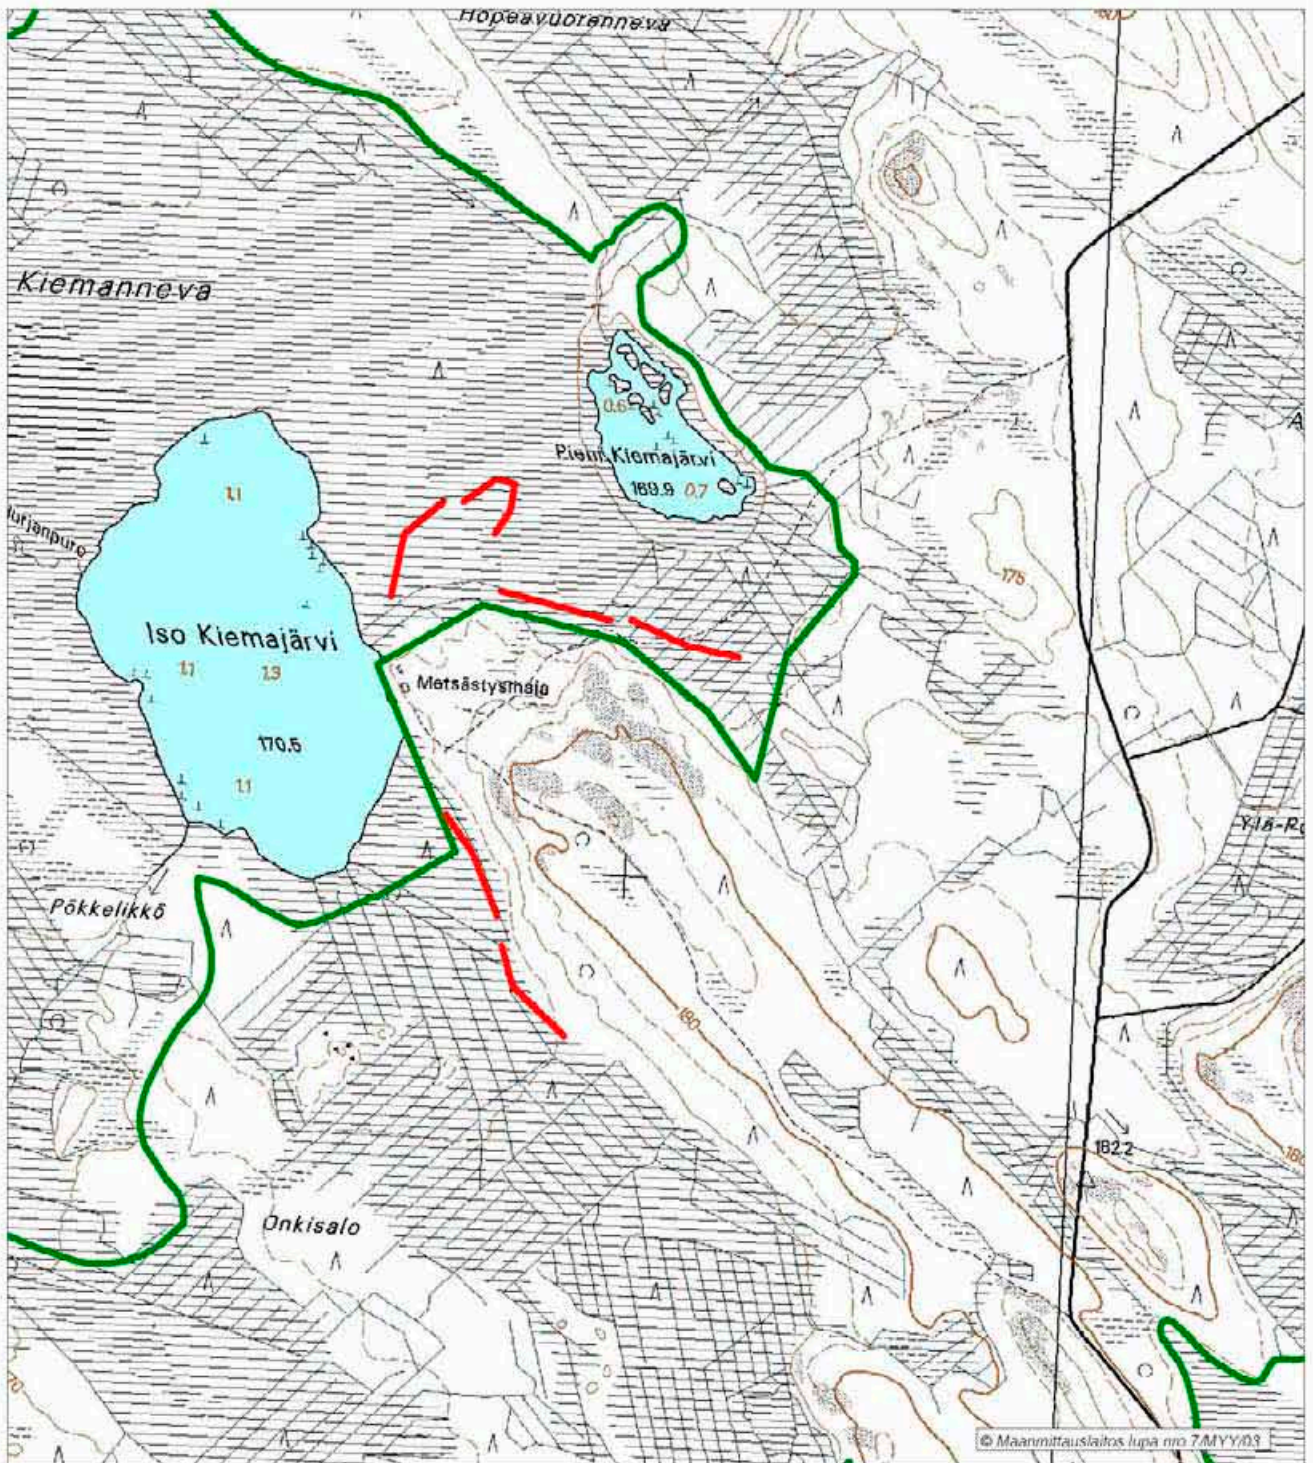 Hopeavuorenneva
Kiemanneva
0.6
Pieni Kiemajärvi
169.9 0.7
1.1
Iso Kiemajärvi
1.1 1.3
170.5
1.1
Metsästysmaja
175
Pökkelikkö
180
182.2
Onkisalo
© Maanmittauslaitos lupa nro 7/MYY/03